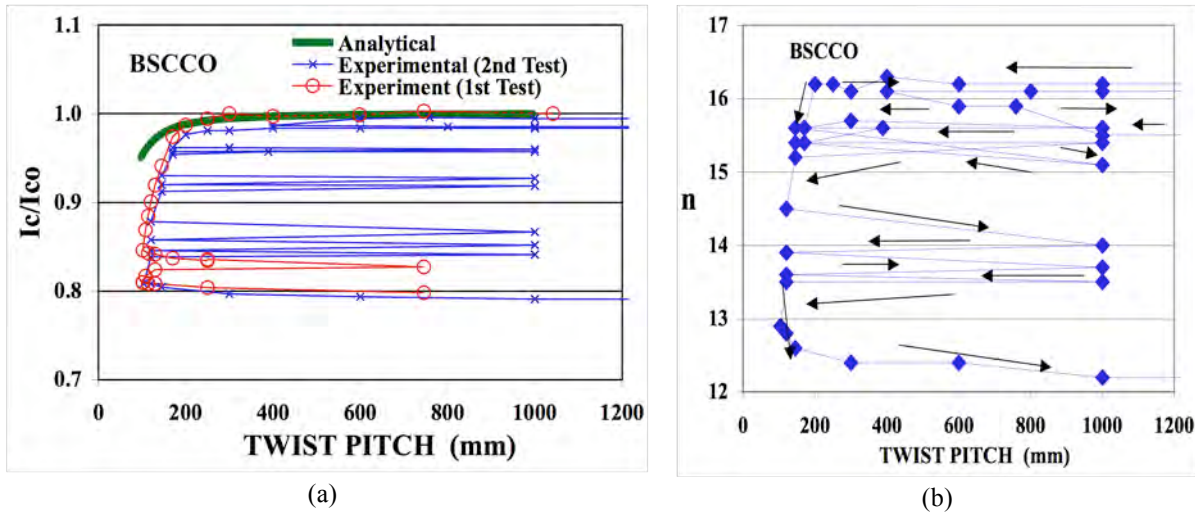 1.1
1.0
0.9
0.8
0.7
Ic/Ico
BSCCO
Analytical
Experimental (2nd Test)
Experiment (1st Test)
0 200 400 600 800 1000 1200
TWIST PITCH (mm)
(a)
17
16
15
14
13
12
n
BSCCO
0 200 400 600 800 1000 1200
TWIST PITCH (mm)
(b)